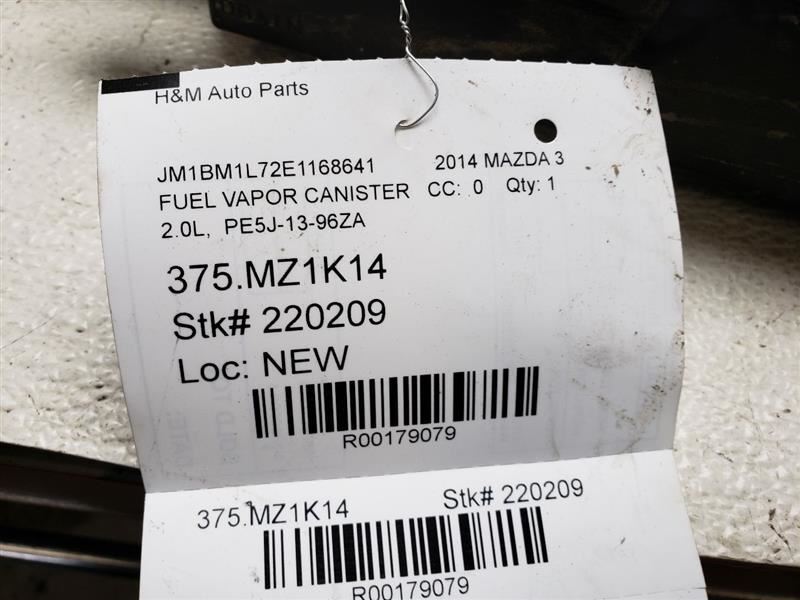 DRAIN
H&M Auto Parts
JM1BM1L72E1168641 2014 MAZDA 3
FUEL VAPOR CANISTER CC: 0 Qty: 1
2.0L, PE5J-13-96ZA
375.MZ1K14
Stk# 220209
Loc: NEW
R00179079
375.MZ1K14 Stk# 220209
R00179079